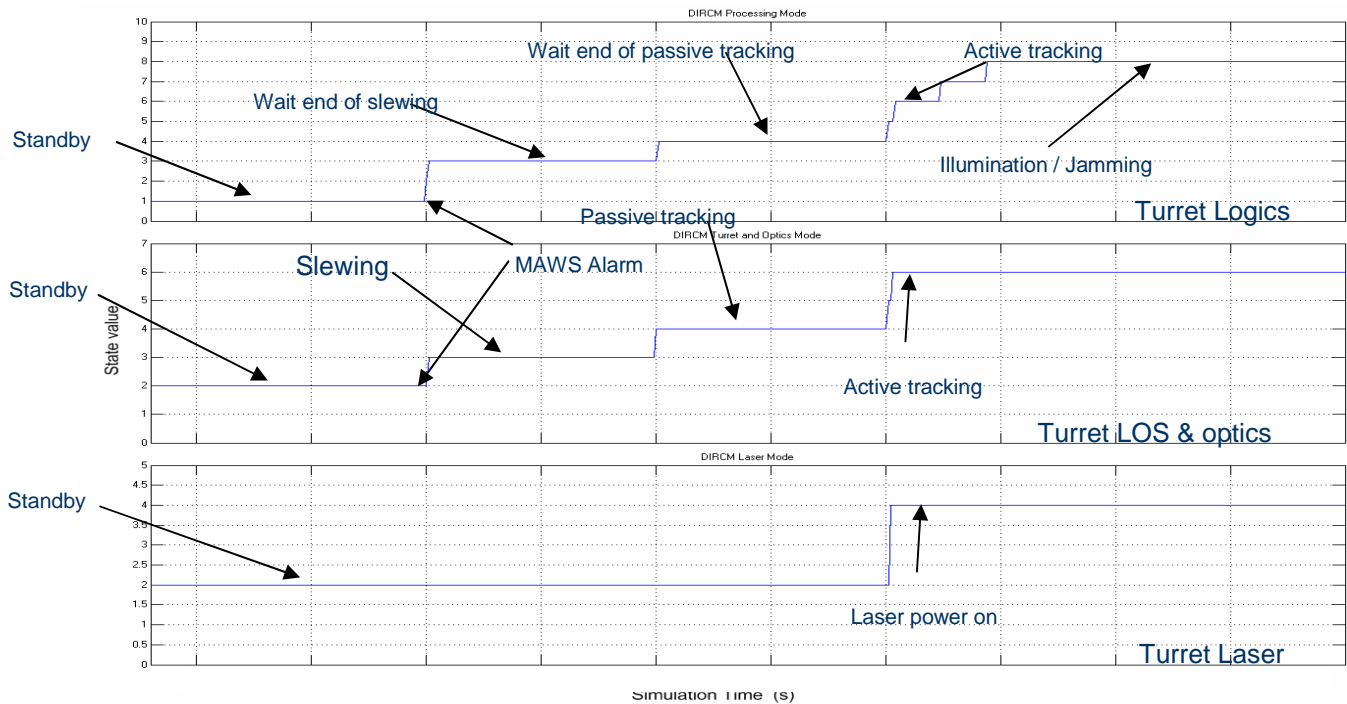 DIRCM Processing Mode
10
9
8
7
6
5
4
3
2
1
0
Standby
Wait end of slewing
Wait end of passive tracking
Active tracking
Illumination / Jamming
Turret Logics
DIRCM Turret and Optics Mode
State value
7
6
5
4
3
2
1
0
Standby
Slewing
MAWS Alarm
Passive tracking
Active tracking
Turret LOS & optics
DIRCM Laser Mode
5
4.5
4
3.5
3
2.5
2
1.5
1
0.5
0
Standby
Laser power on
Turret Laser
Simulation Time (s)